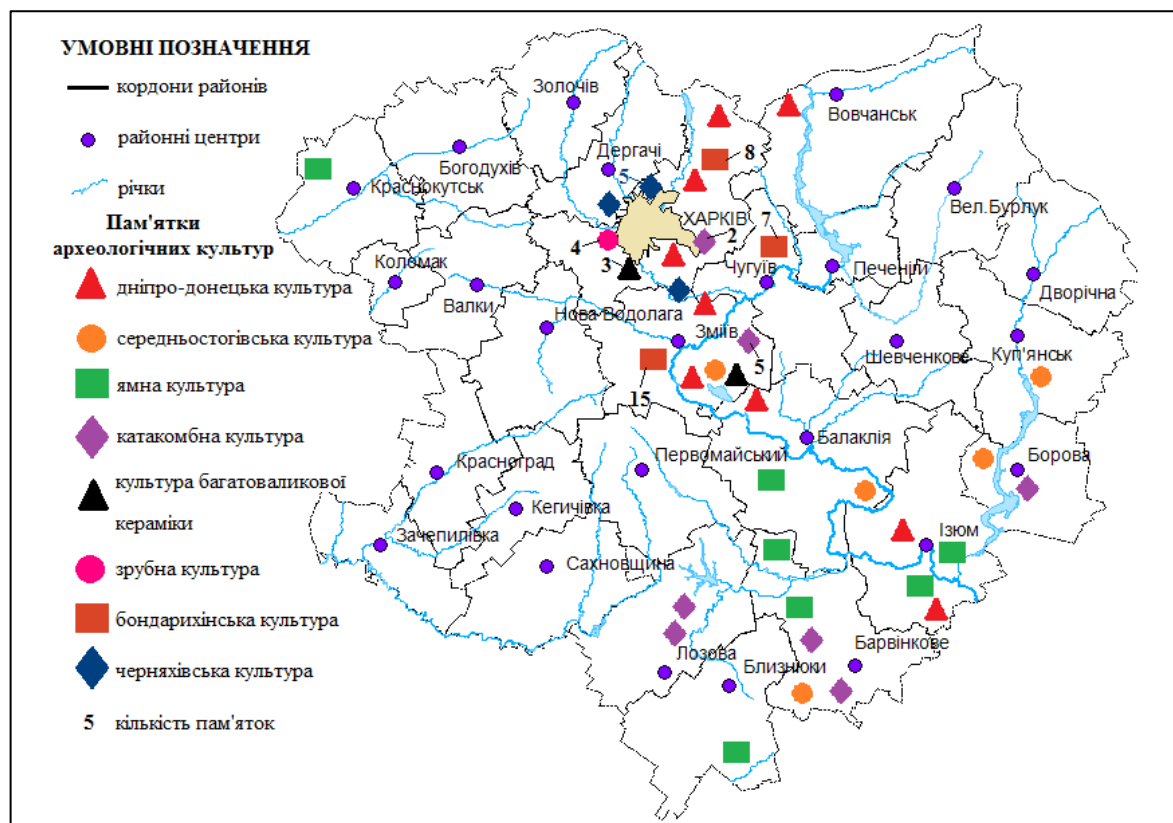 УМОВНІ ПОЗНАЧЕННЯ
кордони районів
районні центри
річки
Пам'ятки
археологічних культур
дніпро-донецька культура
середньостогівська культура
ямна культура
катакомбна культура
культура багатоваликової
кераміки
зрубна культура
бондарихінська культура
черняхівська культура
5 кількість пам'яток
Золочів
Вовчанськ
Богодухів
Дергачі
8
5
Краснокутськ
Вел.Бурлук
ХАРКІВ
7
2
4
3
Коломак
Чугуїв
Печеніги
Валки
Дворічна
Нова Водолага
Зміїв
Шевченкове
Куп'янськ
5
15
Балаклія
Красноград
Первомайський
Борова
Кегичівка
Зачепилівка
Ізюм
Сахновщина
Лозова
Близнюки
Барвінкове